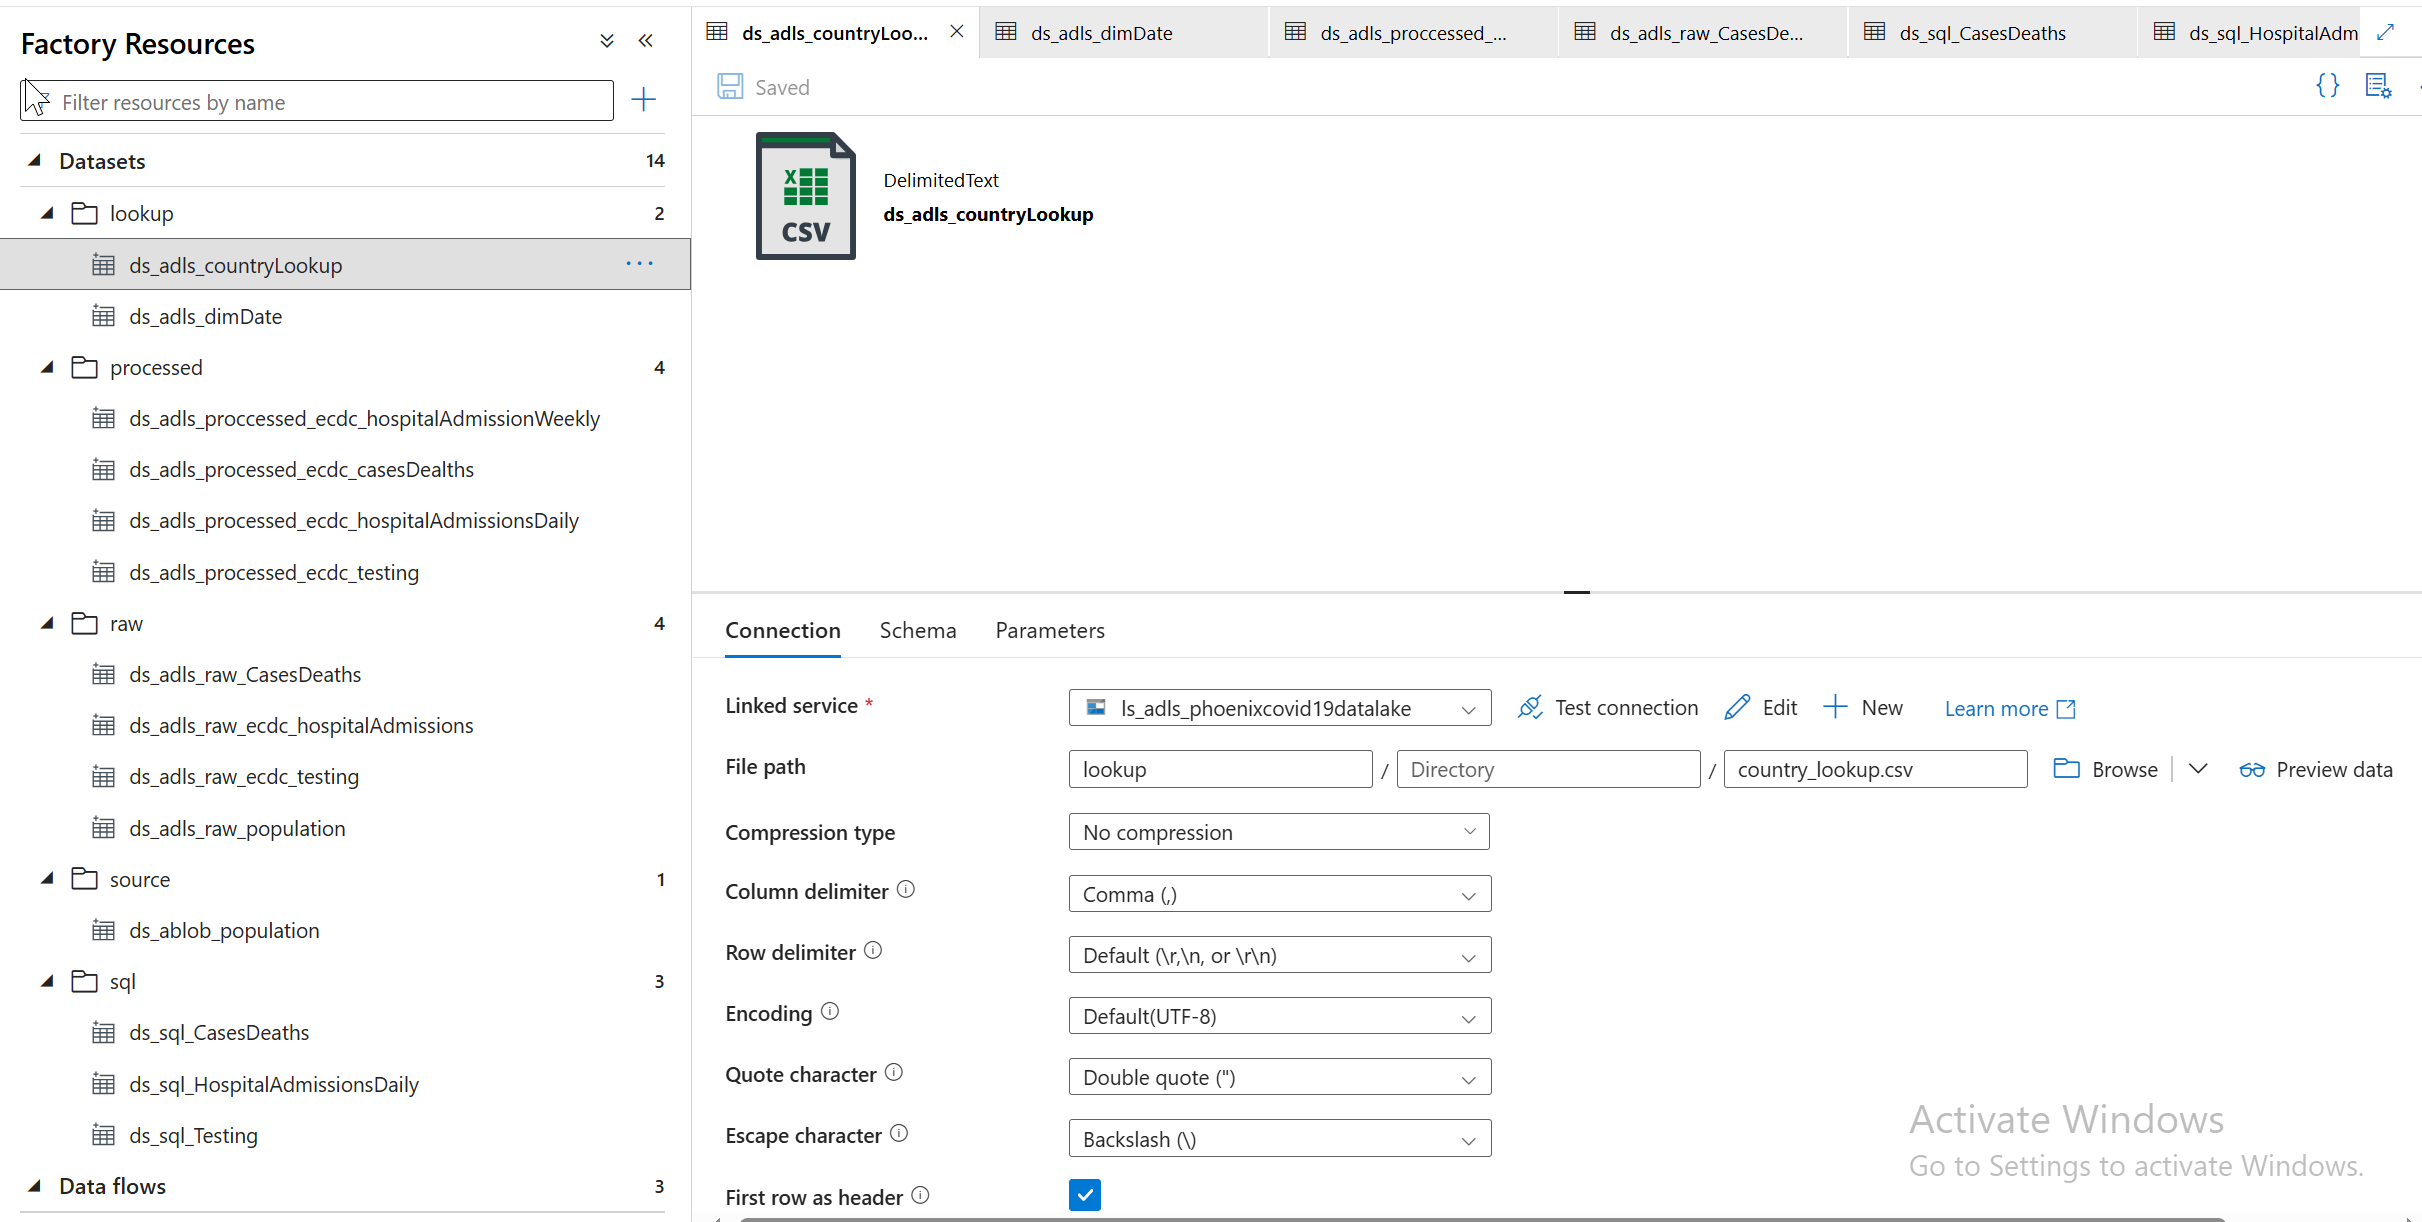 Factory Resources
Filter resources by name
Datasets 14
lookup 2
ds_adls_countryLookup
ds_adls_dimDate
processed 4
ds_adls_proccessed_ecdc_hospitalAdmissionWeekly
ds_adls_processed_ecdc_casesDealths
ds_adls_processed_ecdc_hospitalAdmissionsDaily
ds_adls_processed_ecdc_testing
raw 4
ds_adls_raw_CasesDeaths
ds_adls_raw_ecdc_hospitalAdmissions
ds_adls_raw_ecdc_testing
ds_adls_raw_population
source 1
ds_ablob_population
sql 3
ds_sql_CasesDeaths
ds_sql_HospitalAdmissionsDaily
ds_sql_Testing
Data flows 3
ds_adls_countryLoo... ds_adls_dimDate ds_adls_proccessed_... ds_adls_raw_CasesDe... ds_sql_CasesDeaths ds_sql_HospitalAdm
Saved
X
CSV
DelimitedText
ds_adls_countryLookup
Connection Schema Parameters
Linked service * ls_adls_phoenixcovid19datalake Test connection Edit New Learn more
File path lookup / Directory / country_lookup.csv Browse Preview data
Compression type No compression
Column delimiter Comma (,)
Row delimiter Default (\r,\n, or \r\n)
Encoding Default(UTF-8)
Quote character Double quote (")
Escape character Backslash (\)
First row as header
Activate Windows
Go to Settings to activate Windows.